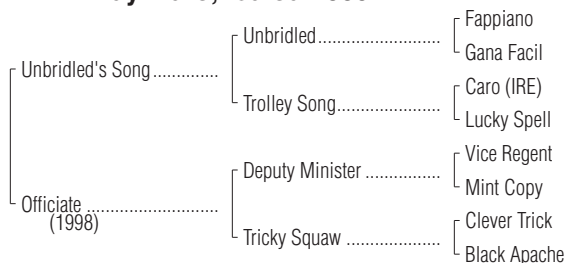 Fappiano
Unbridled
Gana Facil
Unbridled's Song
Caro (IRE)
Trolley Song
Lucky Spell
Vice Regent
Deputy Minister
Mint Copy
Officiate
(1998)
Clever Trick
Tricky Squaw
Black Apache